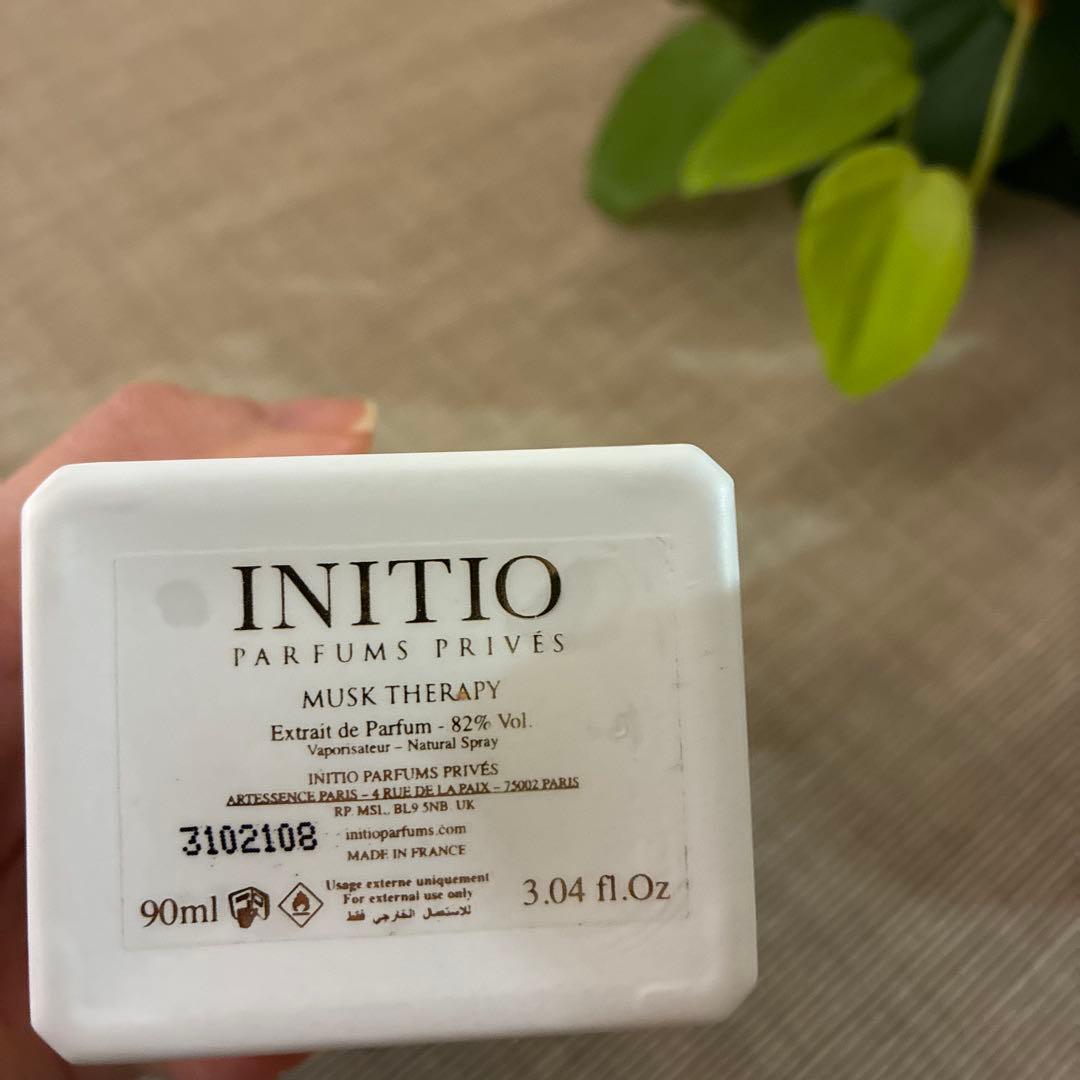 INITIO
PARFUMS PRIVÉS
MUSK THERAPY
Extrait de Parfum - 82% Vol.
Vaporisateur – Natural Spray
INITIO PARFUMS PRIVÉS
ARTESSENCE PARIS – 4 RUE DE LA PAIX – 75002 PARIS
RP. MSL., BL9 5NB UK
3102108
initioparfums.com
MADE IN FRANCE
90ml
Usage externe uniquement
For external use only
للاستعمال الخارجي فقط
3.04 fl.Oz